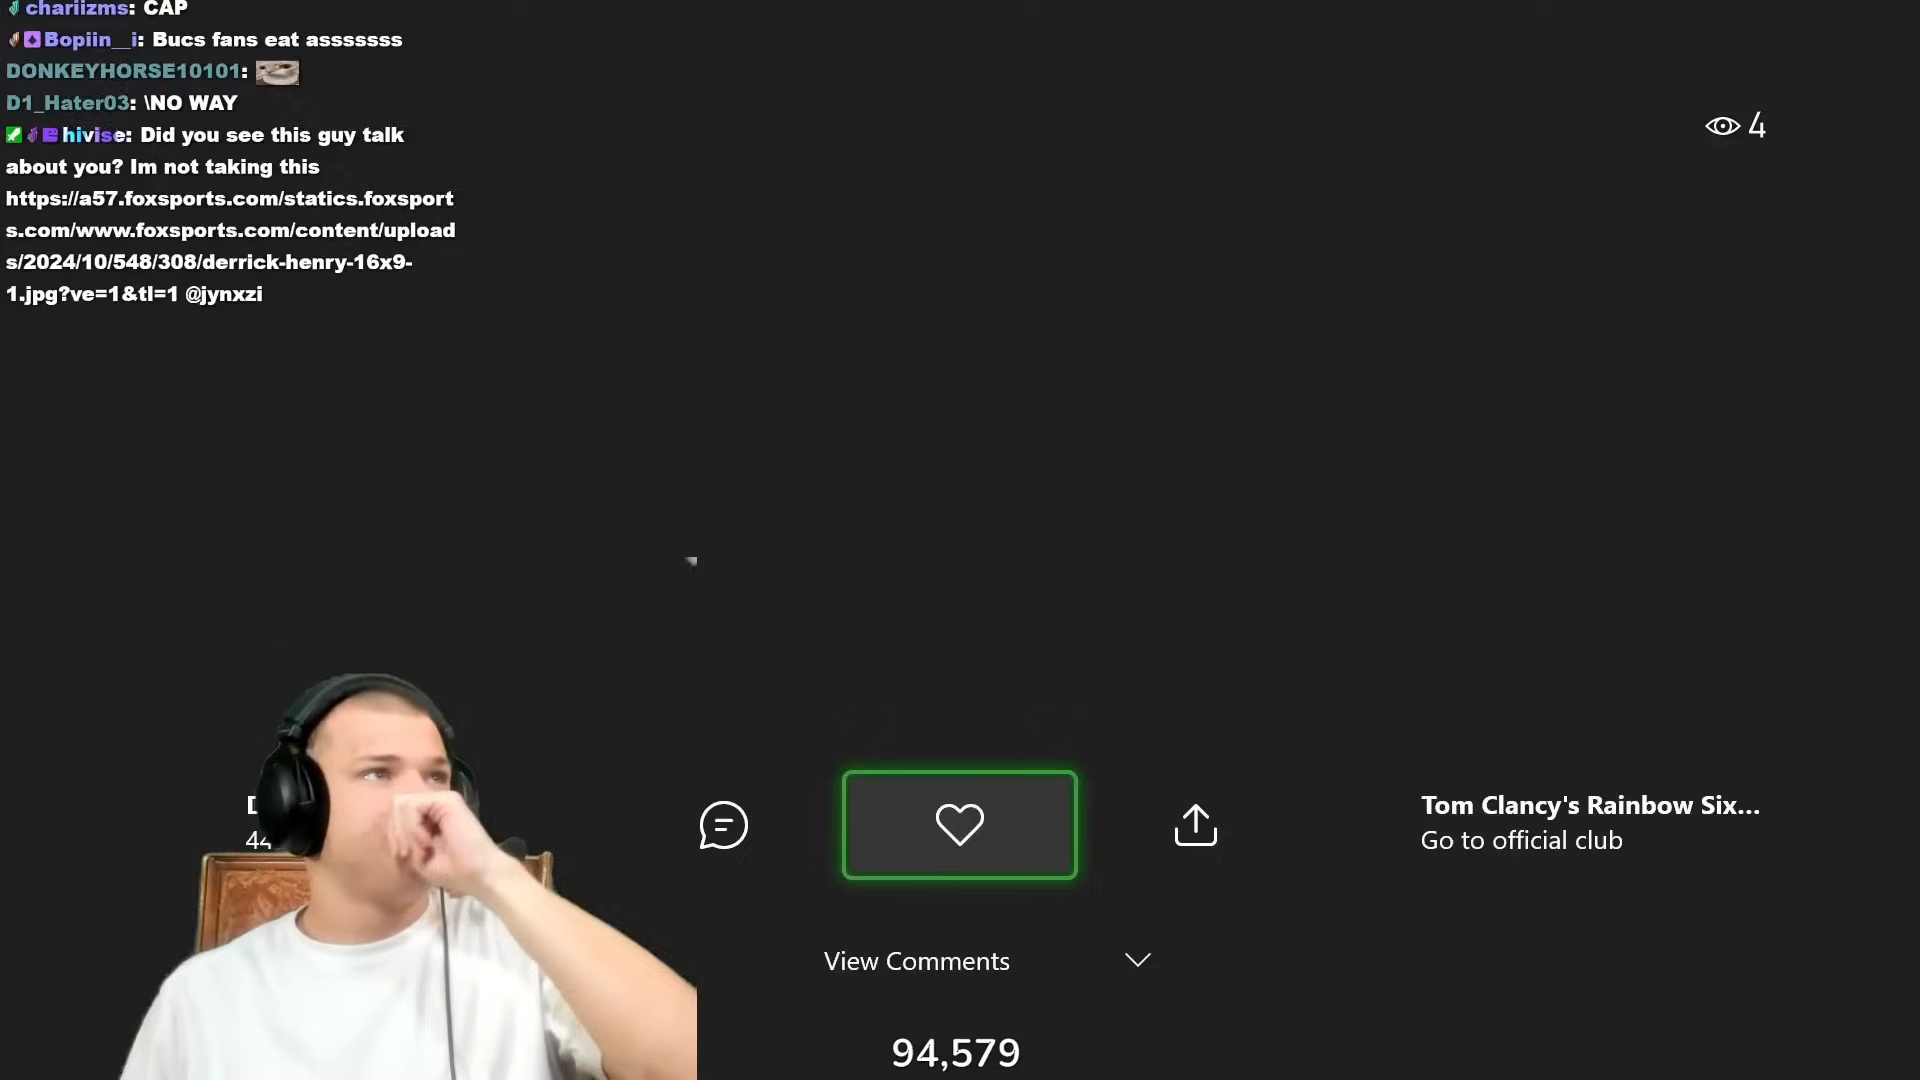 chariizms: CAP
Bopiin__i: Bucs fans eat asssssss
DONKEYHORSE10101:
D1_Hater03: \NO WAY
hivise: Did you see this guy talk
about you? Im not taking this
https://a57.foxsports.com/statics.foxsport
s.com/www.foxsports.com/content/upload
s/2024/10/548/308/derrick-henry-16x9-
1.jpg?ve=1&tl=1 @jynxzi
4
44
Tom Clancy's Rainbow Six...
Go to official club
View Comments
94,579